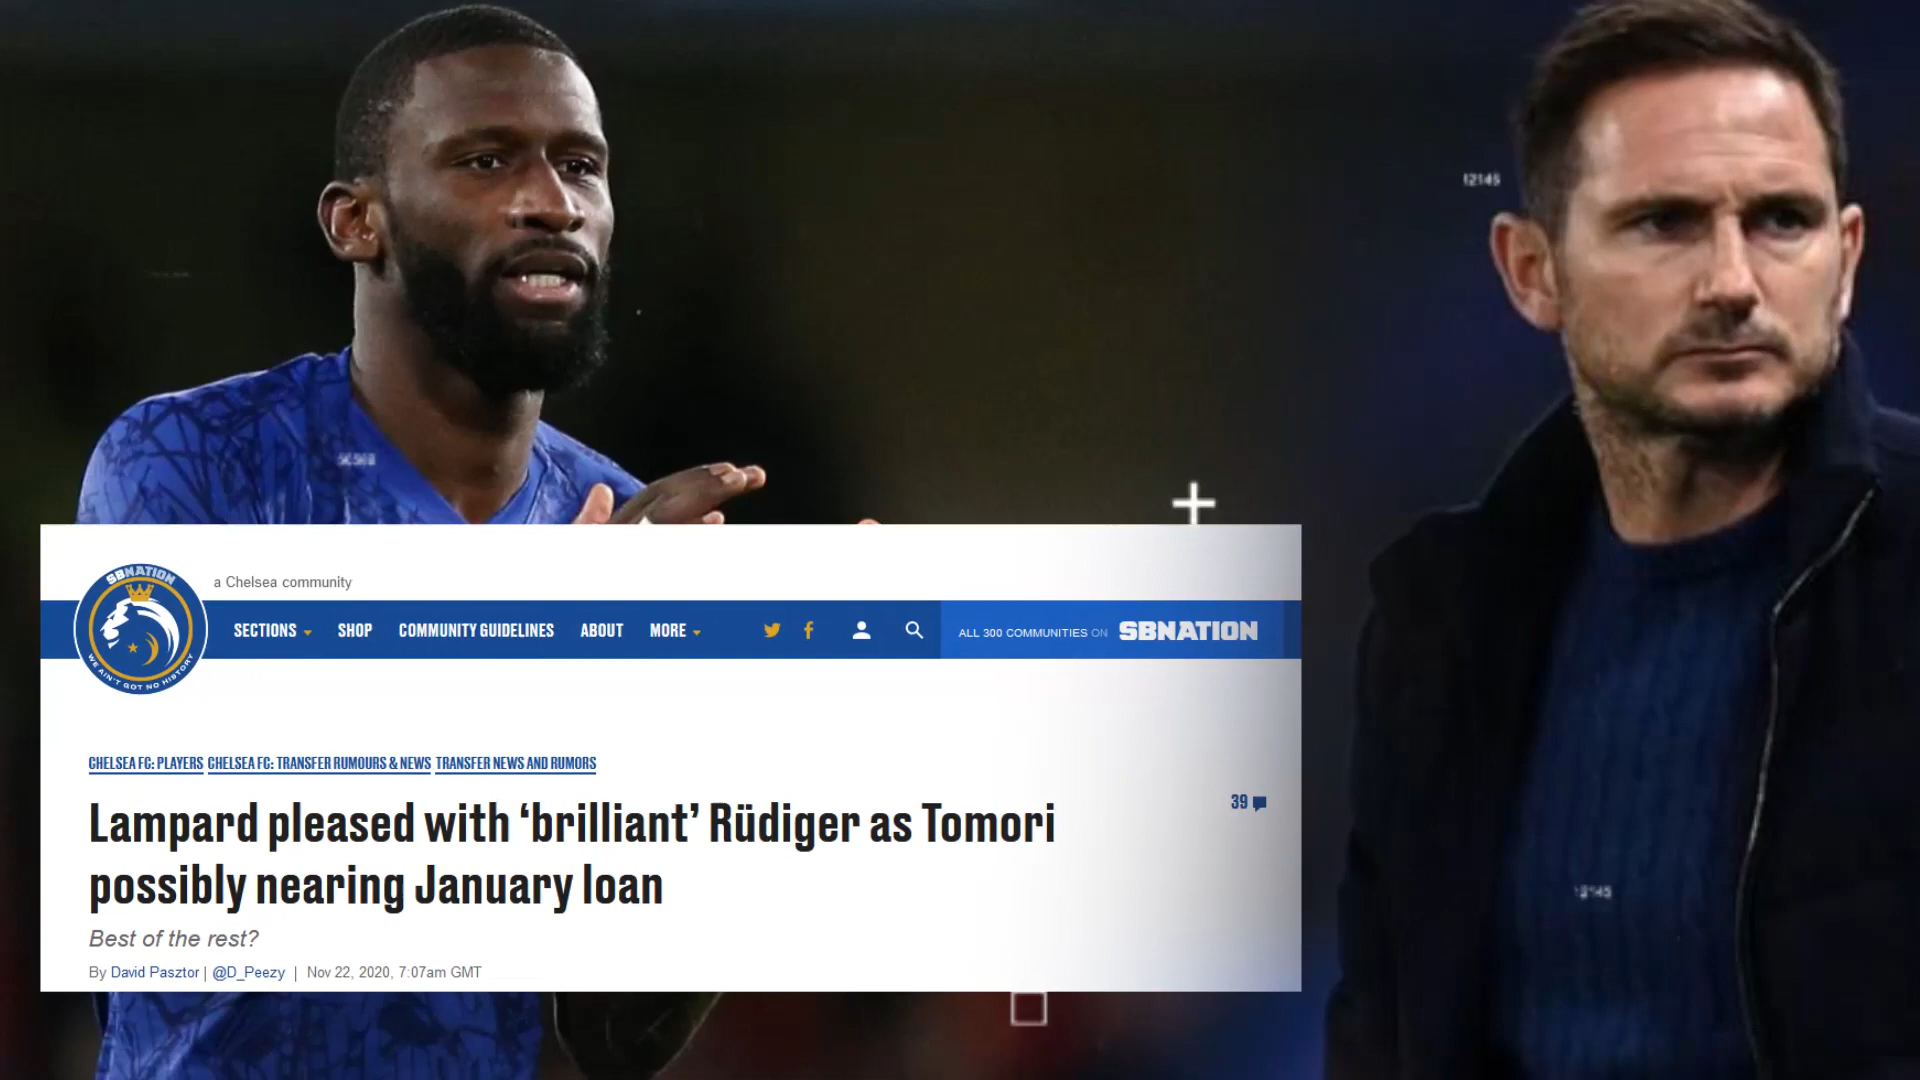 12145
a Chelsea community
SBNATION
WE AIN'T GOT NO HISTORY
SECTIONS SHOP COMMUNITY GUIDELINES ABOUT MORE
ALL 300 COMMUNITIES ON SBNATION
CHELSEA FC: PLAYERS CHELSEA FC: TRANSFER RUMOURS & NEWS TRANSFER NEWS AND RUMORS
39
Lampard pleased with ‘brilliant’ Rüdiger as Tomori
possibly nearing January loan
Best of the rest?
By David Pasztor | @D_Peezy | Nov 22, 2020, 7:07am GMT